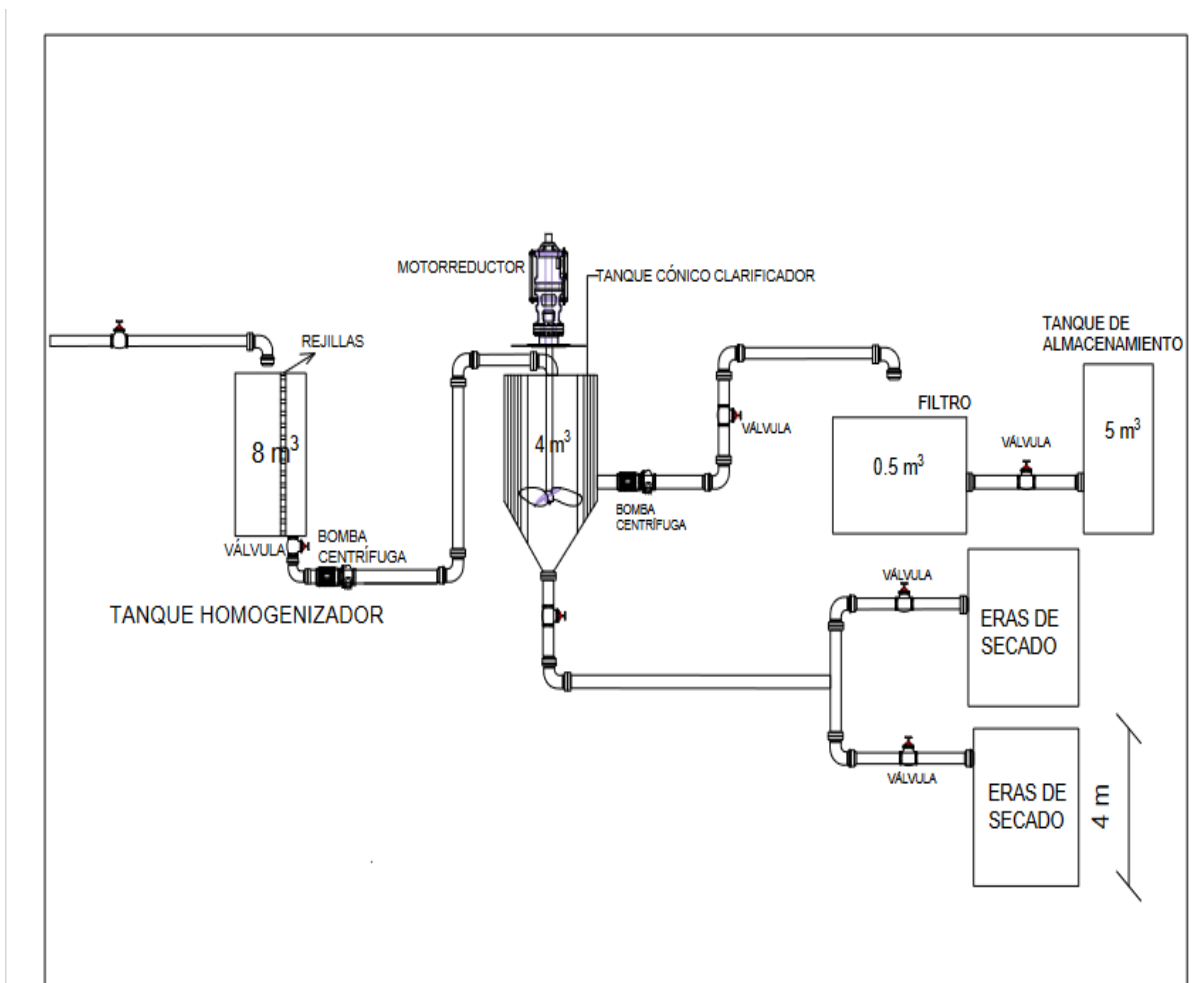 MOTORREDUCTOR
TANQUE CÓNICO CLARIFICADOR
REJILLAS
TANQUE DE
ALMACENAMIENTO
8 m³
4 m³
VÁLVULA
FILTRO
0.5 m³
VÁLVULA
5 m³
BOMBA
CENTRÍFUGA
VÁLVULA
BOMBA
CENTRÍFUGA
TANQUE HOMOGENIZADOR
VÁLVULA
ERAS DE
SECADO
VÁLVULA
ERAS DE
SECADO
4 m